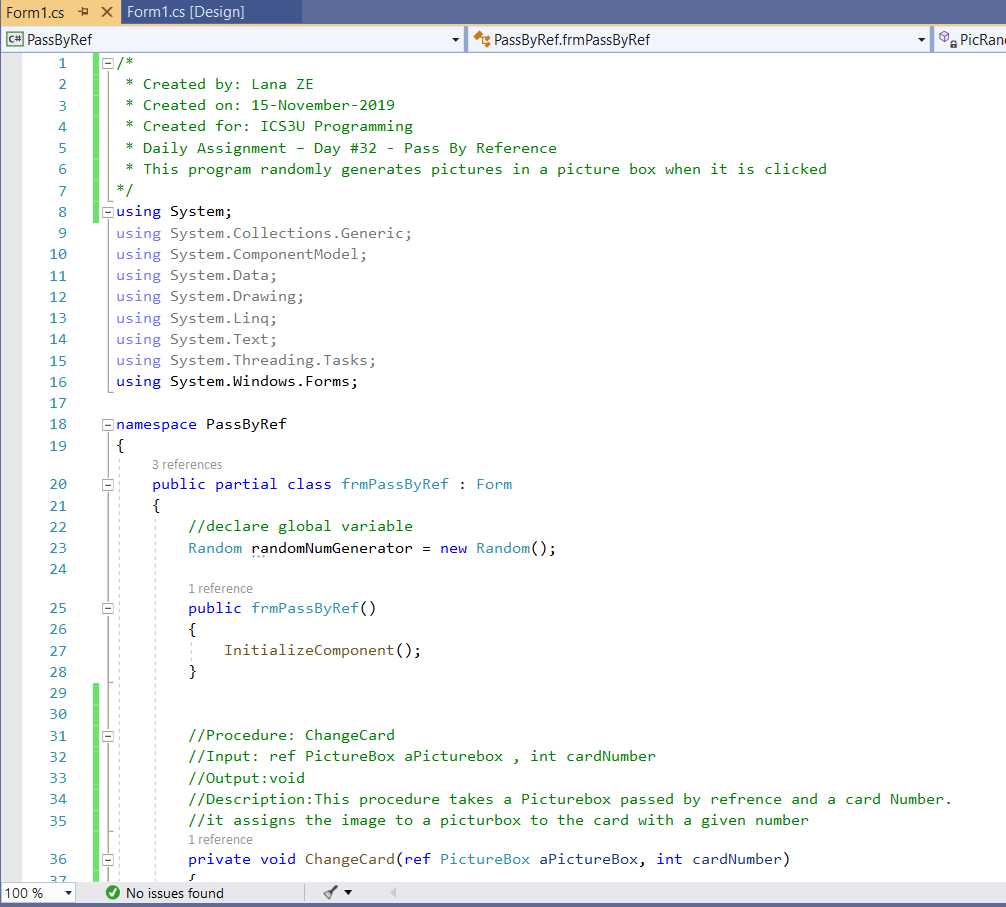 Form1.cs Form1.cs [Design]
C# PassByRef PassByRef.frmPassByRef PicRan
1 /*
2 * Created by: Lana ZE
3 * Created on: 15-November-2019
4 * Created for: ICS3U Programming
5 * Daily Assignment – Day #32 - Pass By Reference
6 * This program randomly generates pictures in a picture box when it is clicked
7 */
8 using System;
9 using System.Collections.Generic;
10 using System.ComponentModel;
11 using System.Data;
12 using System.Drawing;
13 using System.Linq;
14 using System.Text;
15 using System.Threading.Tasks;
16 using System.Windows.Forms;
17
18 namespace PassByRef
19 {
3 references
20 public partial class frmPassByRef : Form
21 {
22 //declare global variable
23 Random randomNumGenerator = new Random();
24
1 reference
25 public frmPassByRef()
26 {
27 InitializeComponent();
28 }
29
30
31 //Procedure: ChangeCard
32 //Input: ref PictureBox aPicturebox , int cardNumber
33 //Output:void
34 //Description:This procedure takes a Picturebox passed by refrence and a card Number.
35 //it assigns the image to a picturbox to the card with a given number
1 reference
36 private void ChangeCard(ref PictureBox aPictureBox, int cardNumber)
37 {
100 % No issues found